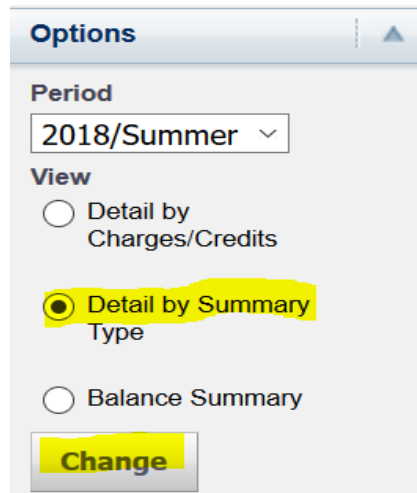 Options
Period
2018/Summer
View
Detail by
Charges/Credits
Detail by Summary
Type
Balance Summary
Change